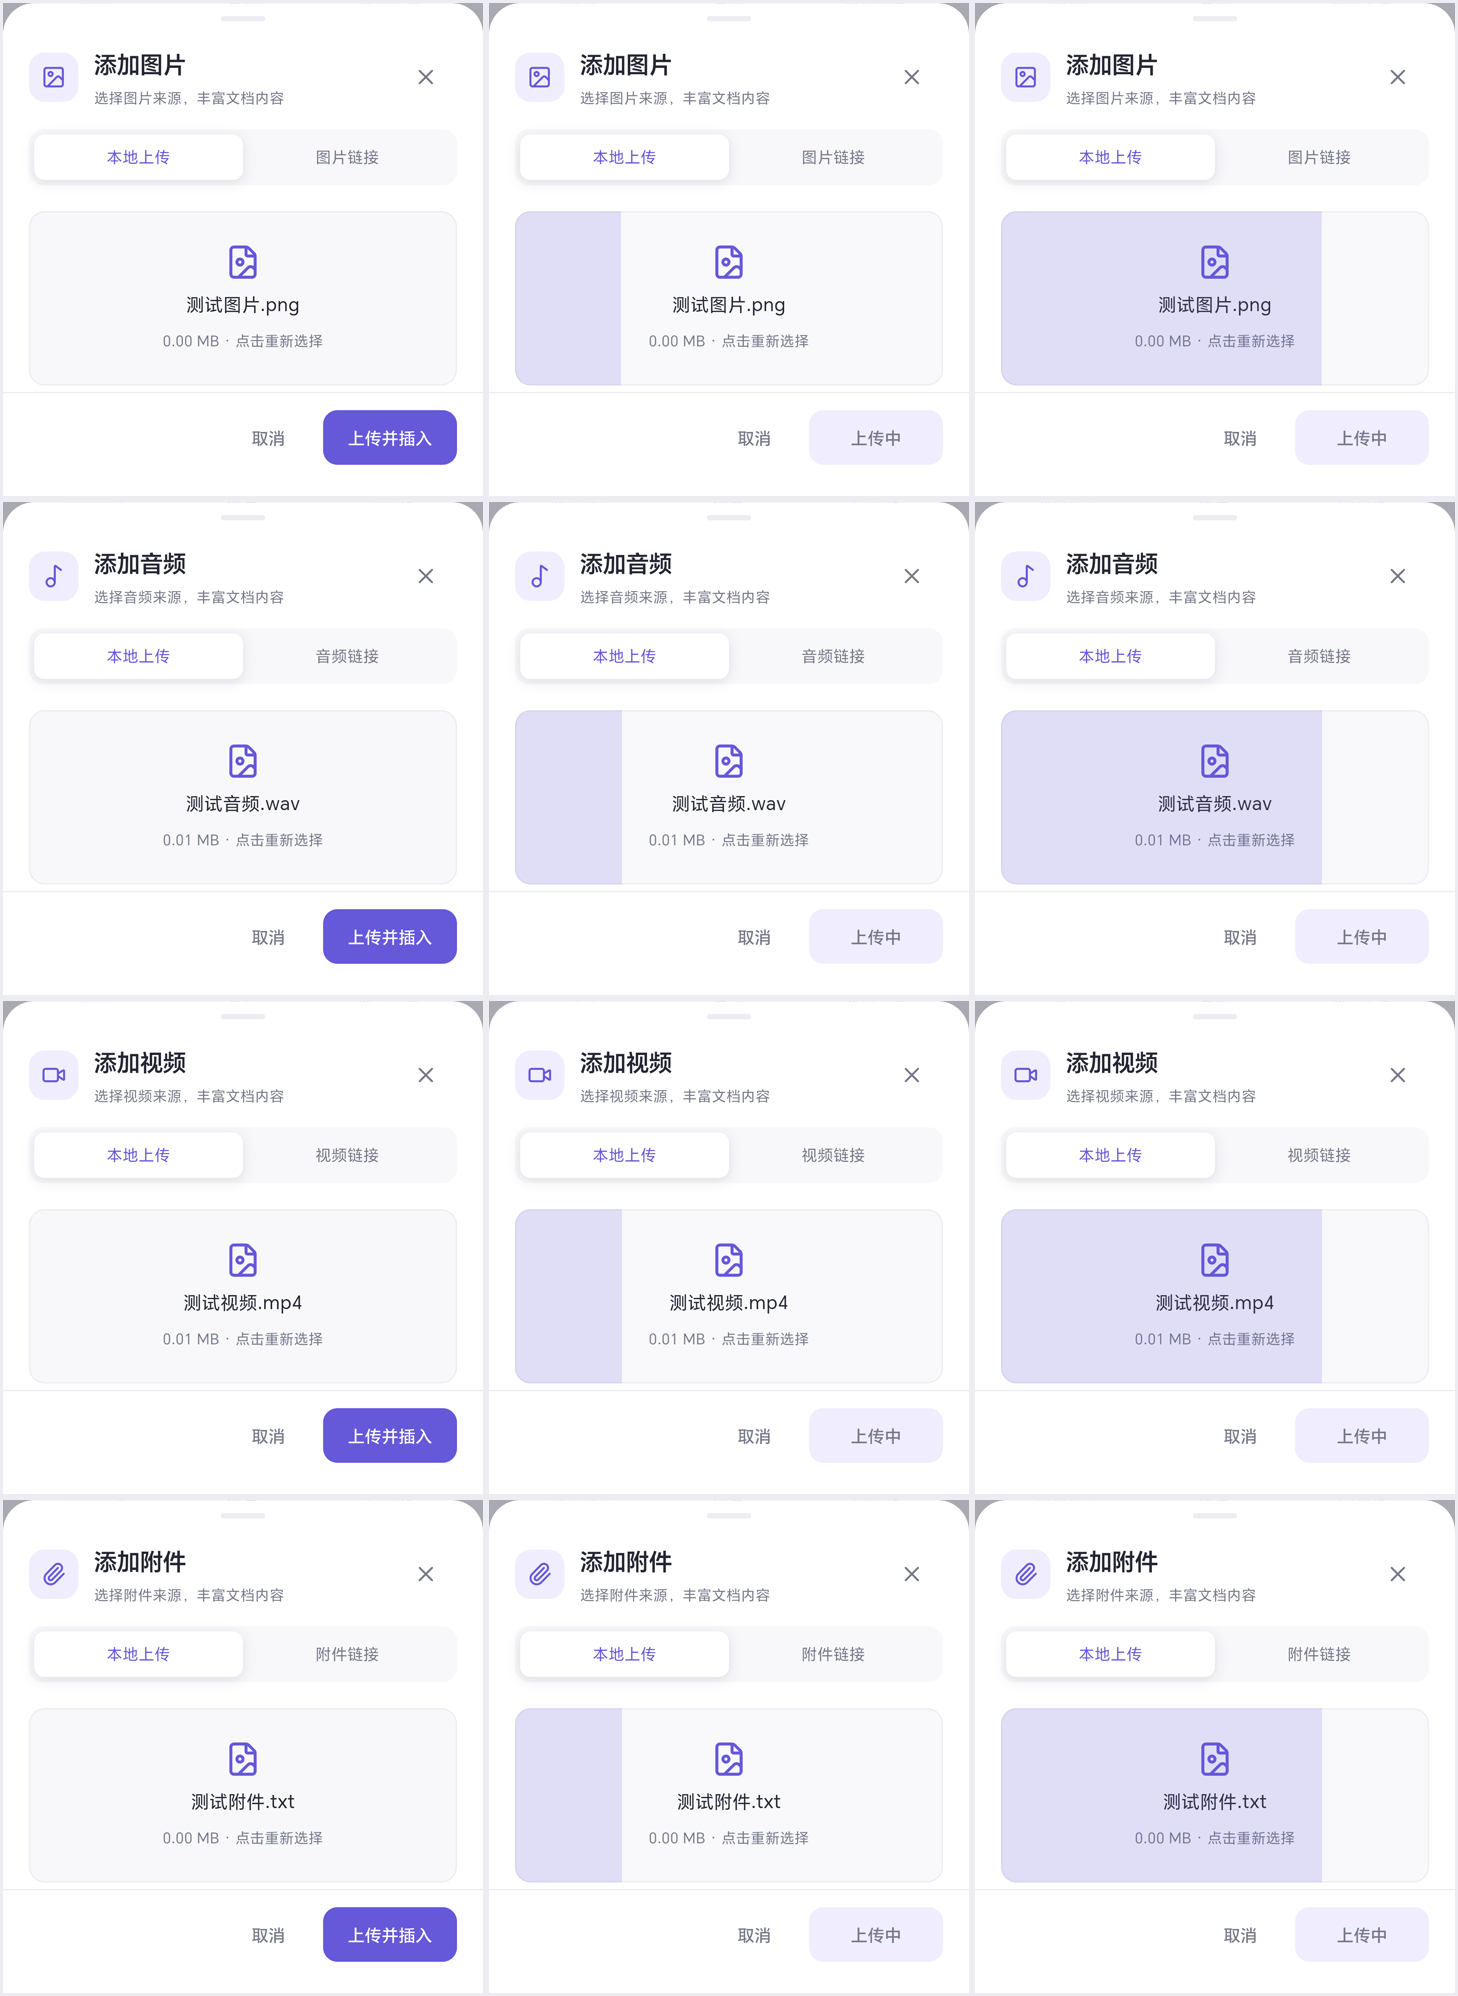 添加图片
选择图片来源，丰富文档内容
本地上传 图片链接
测试图片.png
0.00 MB · 点击重新选择
取消 上传并插入
添加图片
选择图片来源，丰富文档内容
本地上传 图片链接
测试图片.png
0.00 MB · 点击重新选择
取消 上传中
添加图片
选择图片来源，丰富文档内容
本地上传 图片链接
测试图片.png
0.00 MB · 点击重新选择
取消 上传中
添加音频
选择音频来源，丰富文档内容
本地上传 音频链接
测试音频.wav
0.01 MB · 点击重新选择
取消 上传并插入
添加音频
选择音频来源，丰富文档内容
本地上传 音频链接
测试音频.wav
0.01 MB · 点击重新选择
取消 上传中
添加音频
选择音频来源，丰富文档内容
本地上传 音频链接
测试音频.wav
0.01 MB · 点击重新选择
取消 上传中
添加视频
选择视频来源，丰富文档内容
本地上传 视频链接
测试视频.mp4
0.01 MB · 点击重新选择
取消 上传并插入
添加视频
选择视频来源，丰富文档内容
本地上传 视频链接
测试视频.mp4
0.01 MB · 点击重新选择
取消 上传中
添加视频
选择视频来源，丰富文档内容
本地上传 视频链接
测试视频.mp4
0.01 MB · 点击重新选择
取消 上传中
添加附件
选择附件来源，丰富文档内容
本地上传 附件链接
测试附件.txt
0.00 MB · 点击重新选择
取消 上传并插入
添加附件
选择附件来源，丰富文档内容
本地上传 附件链接
测试附件.txt
0.00 MB · 点击重新选择
取消 上传中
添加附件
选择附件来源，丰富文档内容
本地上传 附件链接
测试附件.txt
0.00 MB · 点击重新选择
取消 上传中